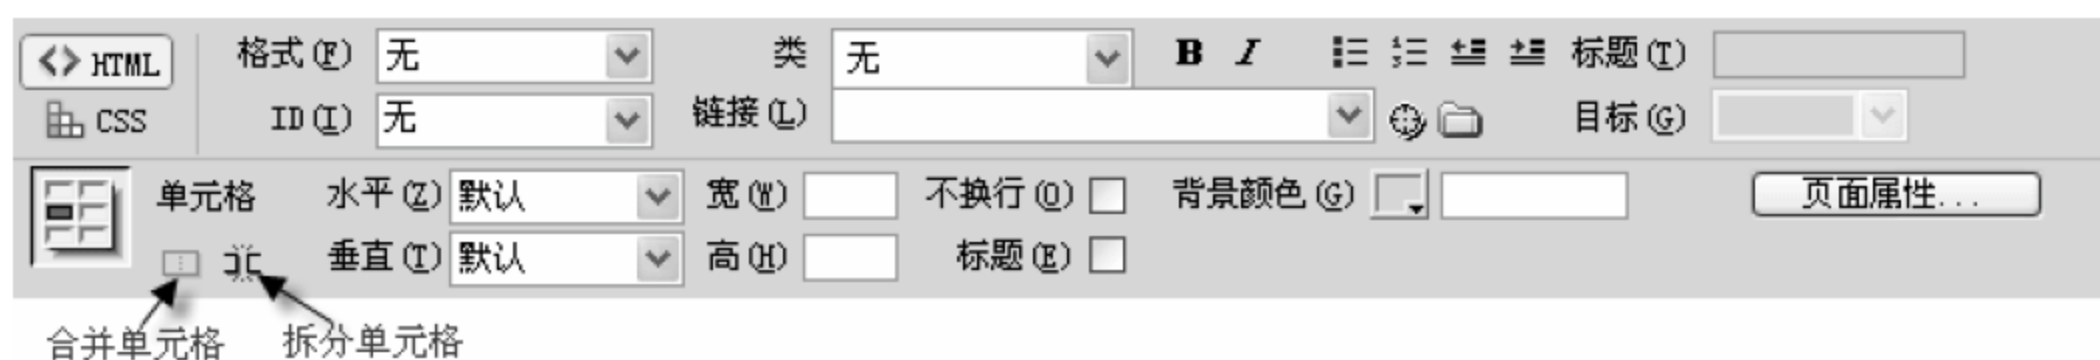 HTML 格式(F) 无 类 无 B I 标题(T)
CSS ID(I) 无 链接(L) 目标(G)
单元格 水平(Z) 默认 宽(W) 不换行(O) 背景颜色(G) 页面属性...
垂直(T) 默认 高(H) 标题(E)
合并单元格 拆分单元格